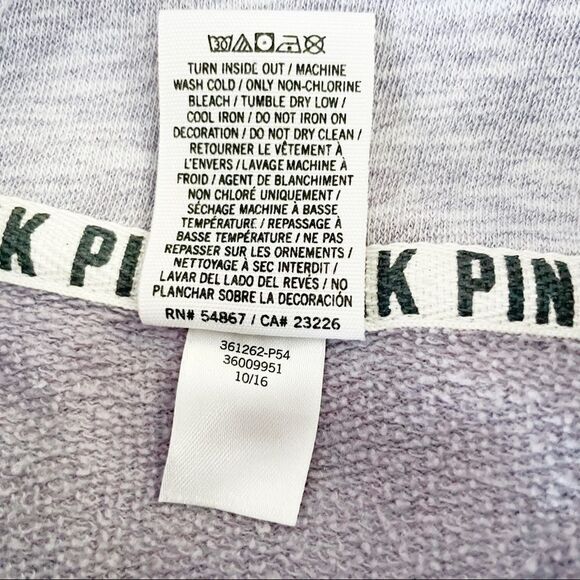 30
TURN INSIDE OUT / MACHINE
WASH COLD / ONLY NON-CHLORINE
BLEACH / TUMBLE DRY LOW /
COOL IRON / DO NOT IRON ON
DECORATION / DO NOT DRY CLEAN /
RETOURNER LE VÊTEMENT À
L'ENVERS / LAVAGE MACHINE À
FROID / AGENT DE BLANCHIMENT
NON CHLORÉ UNIQUEMENT /
SÉCHAGE MACHINE À BASSE
TEMPÉRATURE / REPASSAGE À
BASSE TEMPÉRATURE / NE PAS
REPASSER SUR LES ORNEMENTS /
NETTOYAGE À SEC INTERDIT /
LAVAR DEL LADO DEL REVÉS / NO
PLANCHAR SOBRE LA DECORACIÓN
RN# 54867 / CA# 23226
K PI K PIN
361262-P54
36009951
10/16